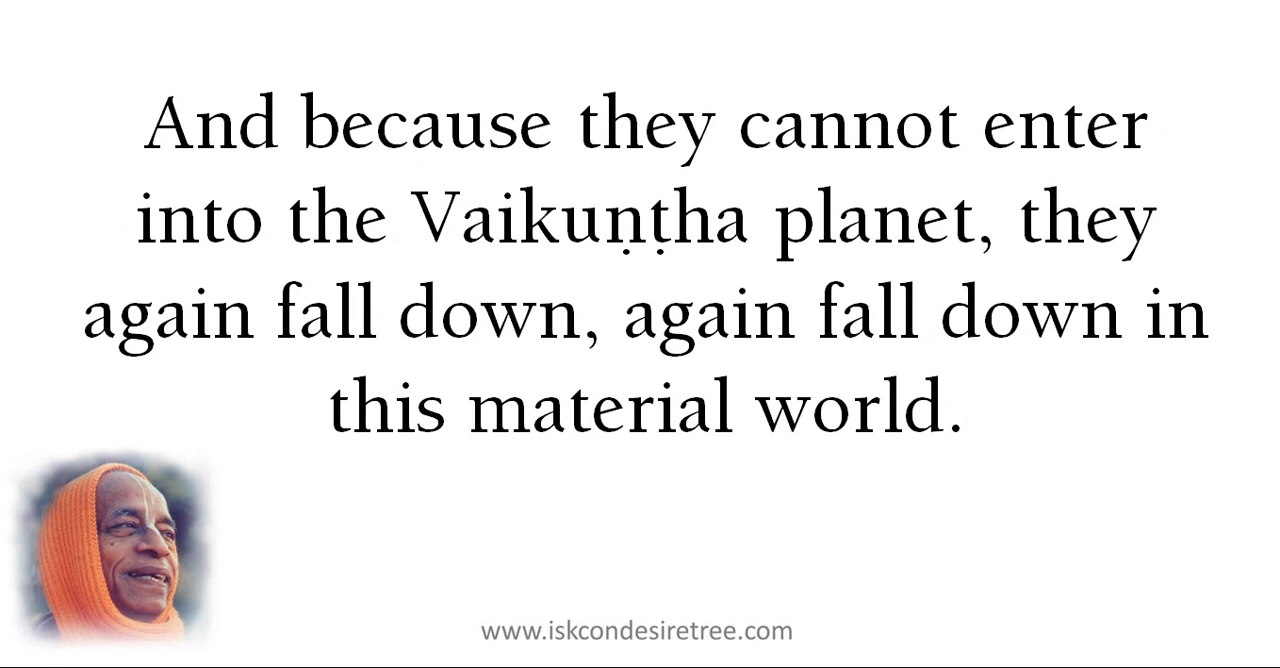 And because they cannot enter
into the Vaikuṇṭha planet, they
again fall down, again fall down in
this material world.
www.iskcondesiretree.com